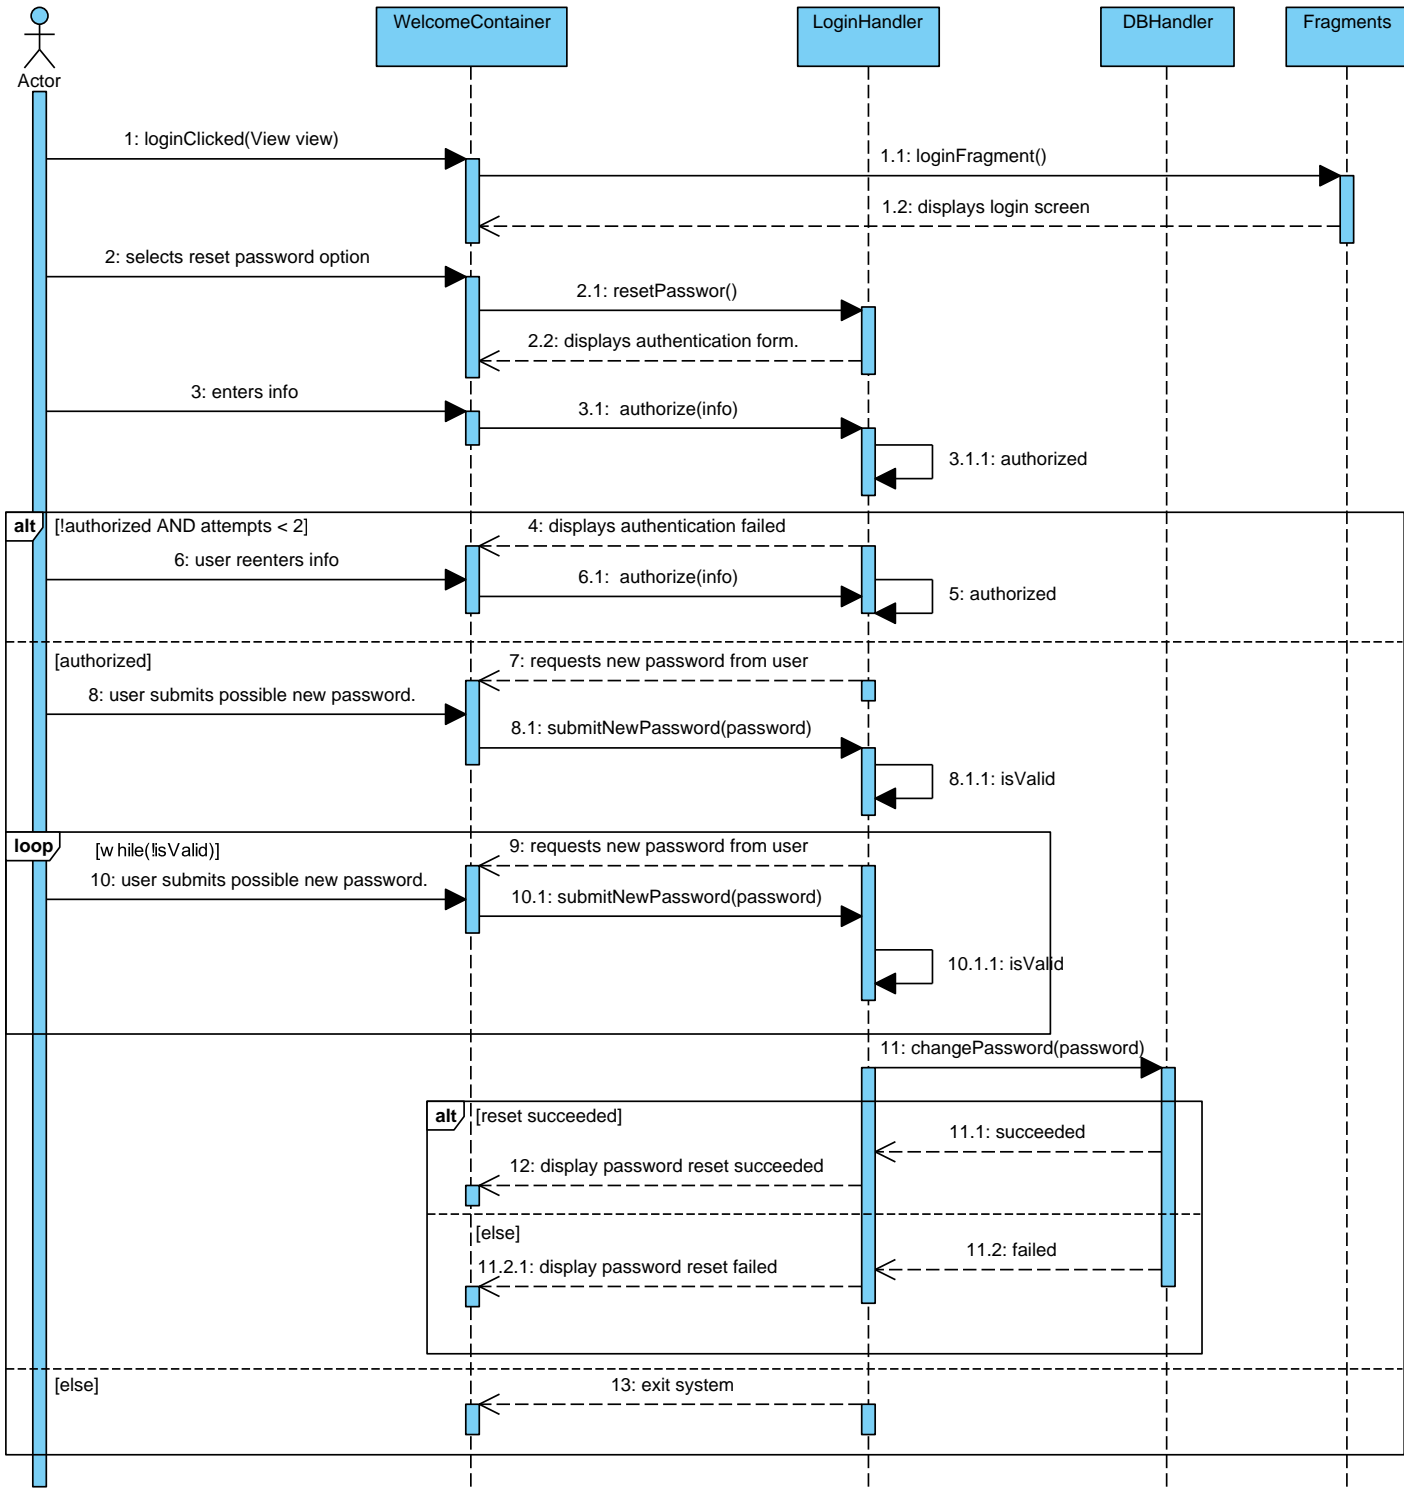 WelcomeContainer
LoginHandler
DBHandler
Fragments
Actor
1: loginClicked(View view)
1.1: loginFragment()
1.2: displays login screen
2: selects reset password option
2.1: resetPasswor()
2.2: displays authentication form.
3: enters info
3.1:  authorize(info)
3.1.1: authorized
alt
[!authorized AND attempts < 2]
4: displays authentication failed
6: user reenters info
6.1:  authorize(info)
5: authorized
[authorized]
7: requests new password from user
8: user submits possible new password.
8.1: submitNewPassword(password)
8.1.1: isValid
loop
[while(!isValid)]
9: requests new password from user
10: user submits possible new password.
10.1: submitNewPassword(password)
10.1.1: isValid
11: changePassword(password)
alt
[reset succeeded]
11.1: succeeded
12: display password reset succeeded
[else]
11.2: failed
11.2.1: display password reset failed
[else]
13: exit system